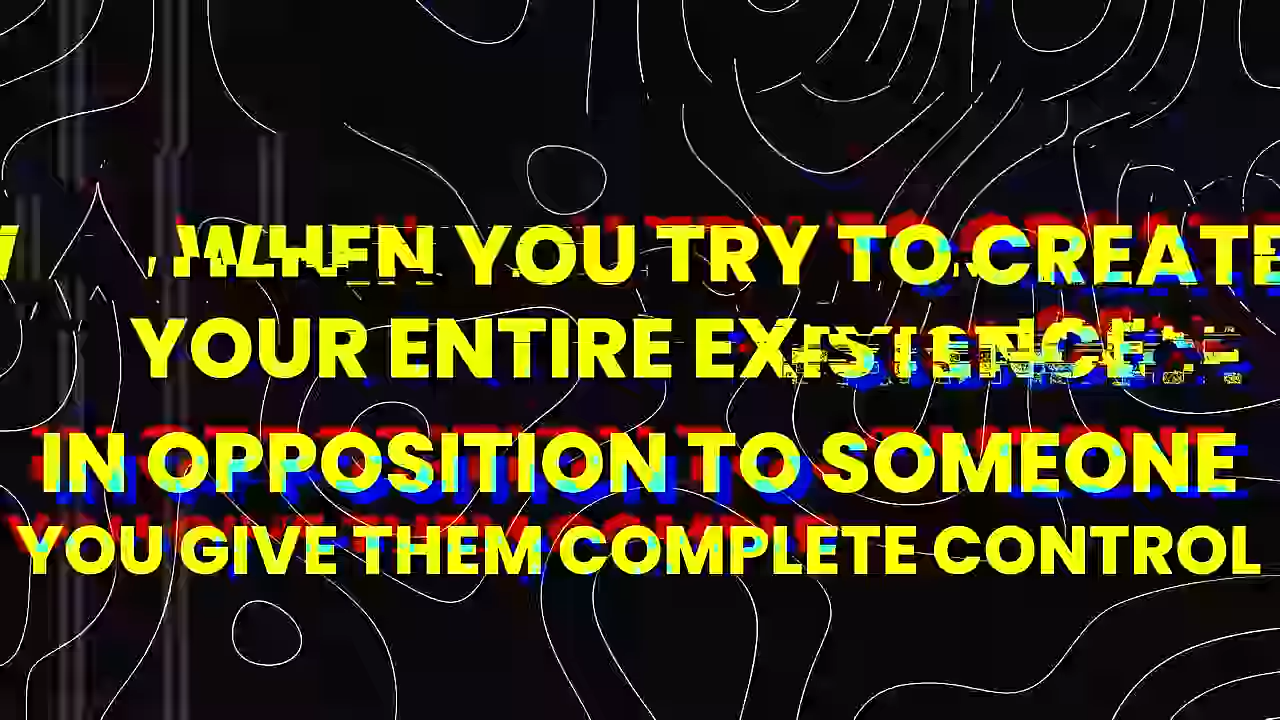 WHEN YOU TRY TO CREATE
YOUR ENTIRE EXISTENCE
IN OPPOSITION TO SOMEONE
YOU GIVE THEM COMPLETE CONTROL